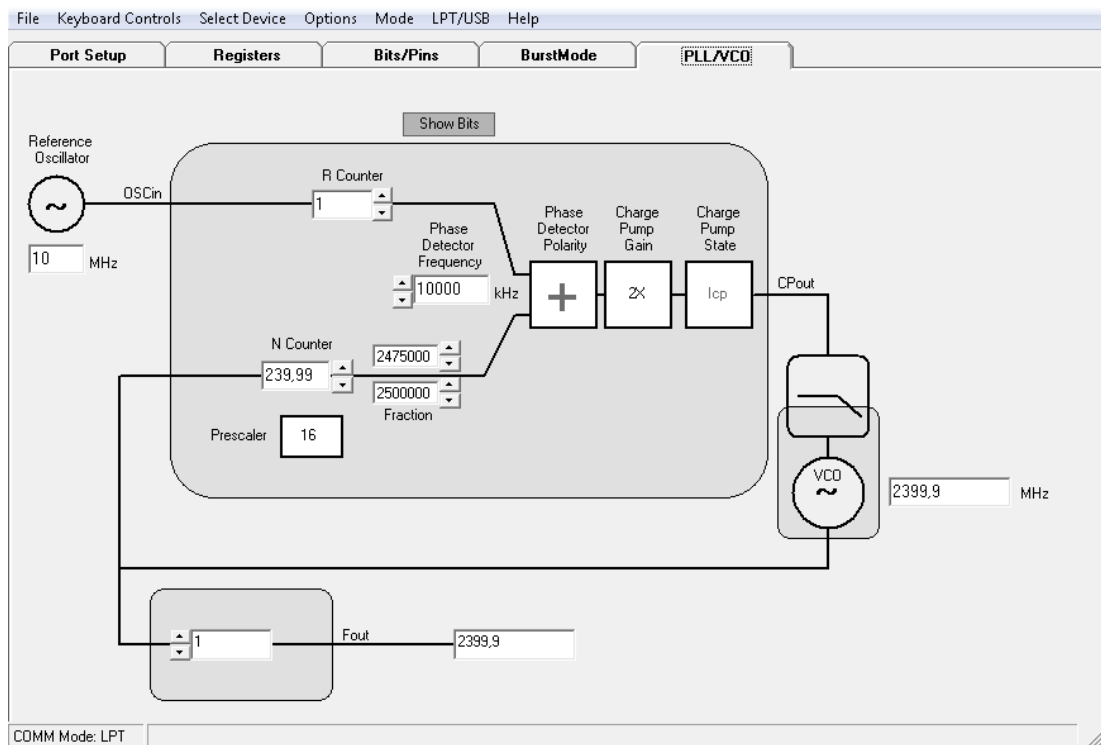 File Keyboard Controls Select Device Options Mode LPT/USB Help
Port Setup Registers Bits/Pins BurstMode PLL/VCO
Show Bits
Reference
Oscillator
OSCin
10 MHz
R Counter
1
Phase
Detector
Frequency
10000 kHz
Phase
Detector
Polarity
+
Charge
Pump
Gain
2X
Charge
Pump
State
Icp
CPout
N Counter
239,99
2475000
2500000
Fraction
Prescaler 16
VCO
~
2399,9 MHz
1
Fout
2399,9
COMM Mode: LPT